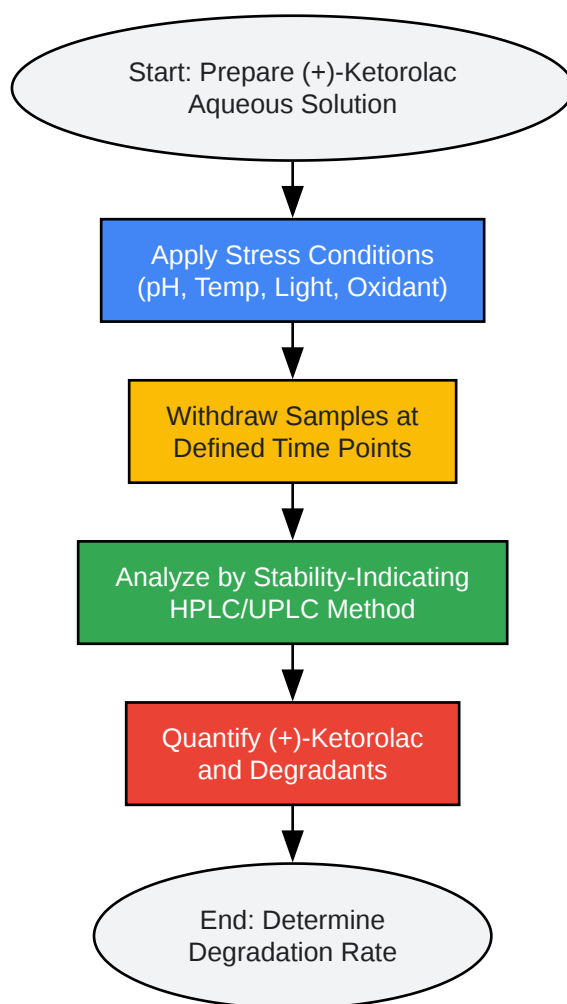 Start: Prepare (+)-Ketorolac
Aqueous Solution
Apply Stress Conditions
(pH, Temp, Light, Oxidant)
Withdraw Samples at
Defined Time Points
Analyze by Stability-Indicating
HPLC/UPLC Method
Quantify (+)-Ketorolac
and Degradants
End: Determine
Degradation Rate